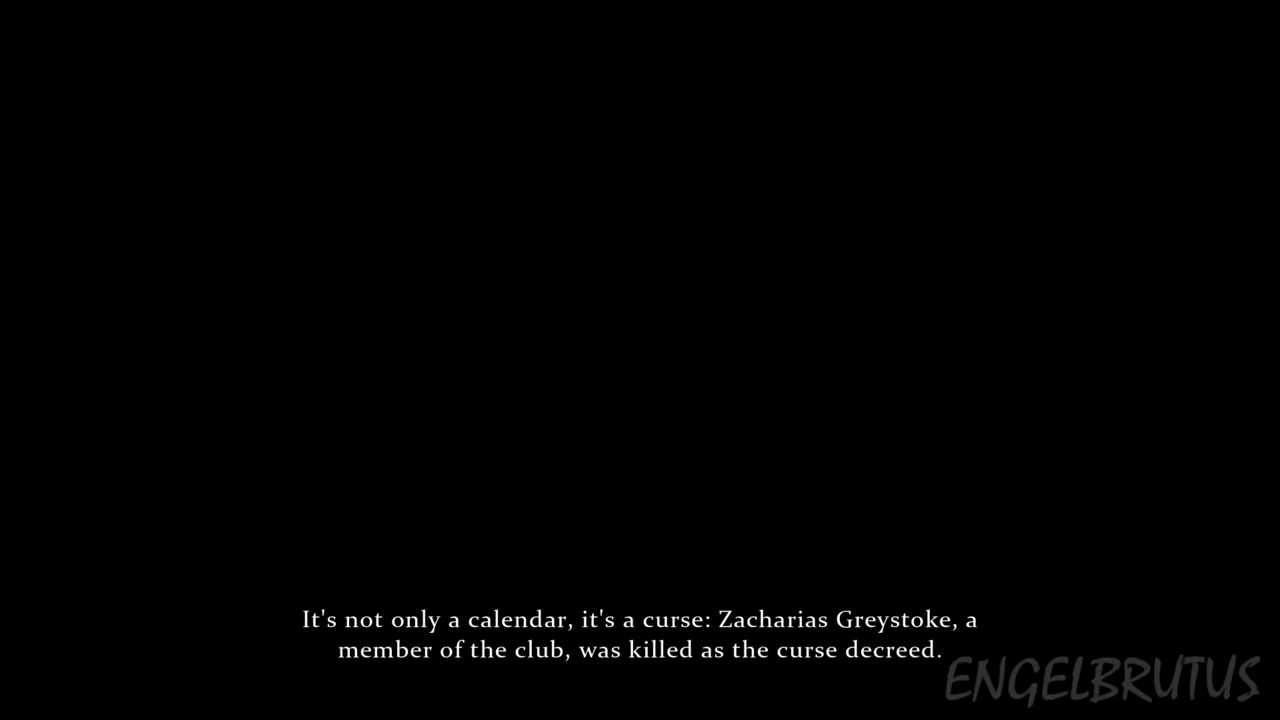 It's not only a calendar, it's a curse: Zacharias Greystoke, a
member of the club, was killed as the curse decreed.
ENGELBRUTUS